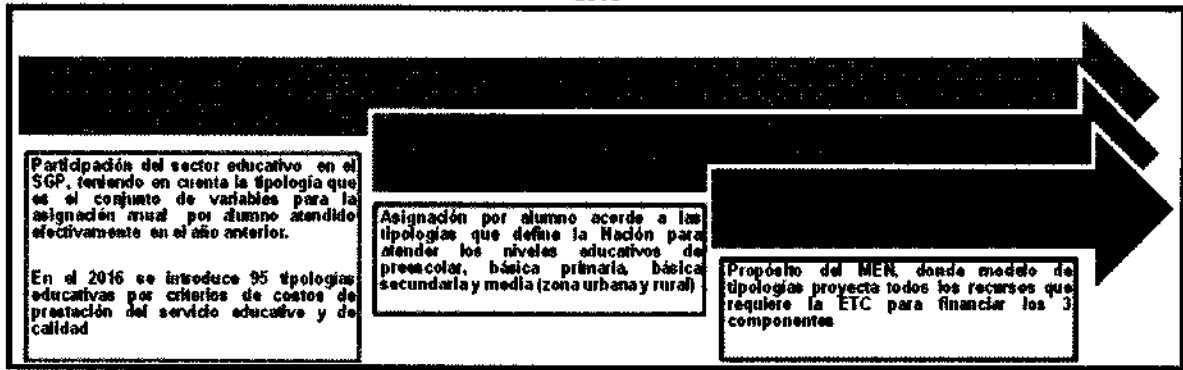 Participación del sector educativo en el
SGP, teniendo en cuenta la tipología que
es el conjunto de variables para la
asignación anual por alumno atendido
efectivamente en el año anterior.
En el 2016 se introduce 95 tipologías
educativas por criterios de costos de
prestación del servicio educativo y de
calidad
Asignación por alumno acorde a las
tipologías que define la Nación para
atender los niveles educativos de
preescolar, básica primaria, básica
secundaria y media (zona urbana y rural)
Propósito del MEN, donde modelo de
tipologías proyecta todos los recursos que
requiere la ETC para financiar los 3
componentes